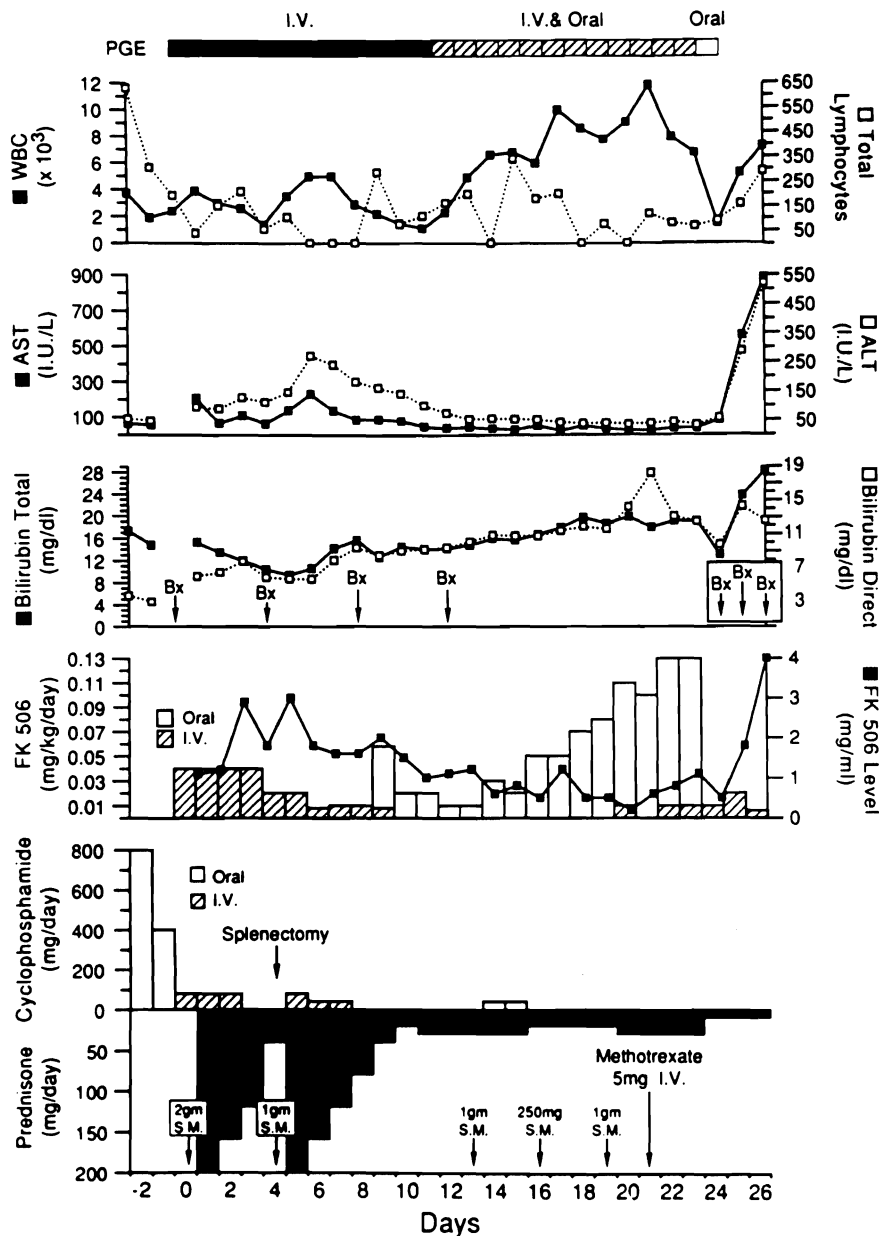 I.V. I.V.& Oral Oral
PGE
12 10 8 6 4 2 0
■ WBC
(x 10³)
650 550 450 350 250 150 50
□ Total
Lymphocytes
900 700 500 300 100
■ AST
(I.U./L)
550 450 350 250 150 50
□ ALT
(I.U./L)
28 24 20 16 12 8 4 0
■ Bilirubin Total
(mg/dl)
19 15 11 7 3
□ Bilirubin Direct
(mg/dl)
Bx Bx Bx Bx Bx Bx Bx
0.13 0.11 0.09 0.07 0.05 0.03 0.01
FK 506
(mg/kg/day)
□ Oral
▨ I.V.
4 3 2 1 0
■ FK 506 Level
(mg/ml)
800 600 400 200 0
Cyclophosphamide
(mg/day)
□ Oral
▨ I.V.
Splenectomy
50 100 150 200
Prednisone
(mg/day)
2gm
S.M.
1gm
S.M.
1gm
S.M.
250mg
S.M.
1gm
S.M.
Methotrexate
5mg I.V.
-2 0 2 4 6 8 10 12 14 16 18 20 22 24 26
Days